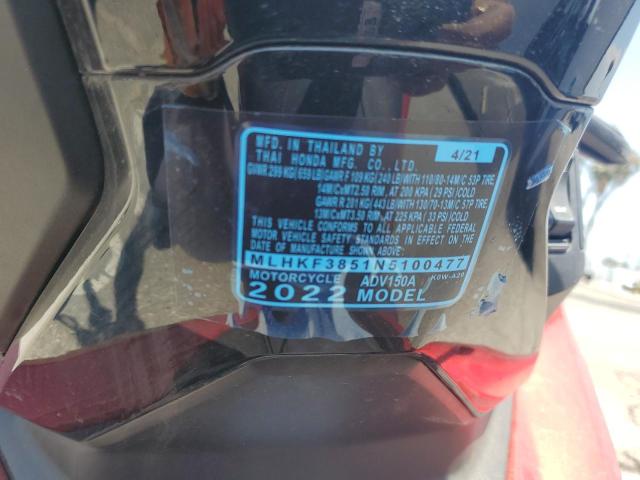 MFD. IN THAILAND BY 4/21
THAI HONDA MFG. CO., LTD.
GVWR 299 KG(659 LB)GAWR F 109 KG(240 LB)WITH 110/80-14M/C 53P TIRE
14M/CxMT2.50 RIM, AT 200 KPA(29 PSI)/COLD
GAWR R 201 KG(443 LB)WITH 130/70-13M/C 57P TIRE
13M/CxMT3.50 RIM, AT 225 KPA(33 PSI)/COLD
THIS VEHICLE CONFORMS TO ALL APPLICABLE FEDERAL
MOTOR VEHICLE SAFETY STANDARDS IN EFFECT ON THE
DATE OF MANUFACTURE SHOWN ABOVE.
MLHKF3851N5100477
MOTORCYCLE ADV150A K0W-A20
2022 MODEL